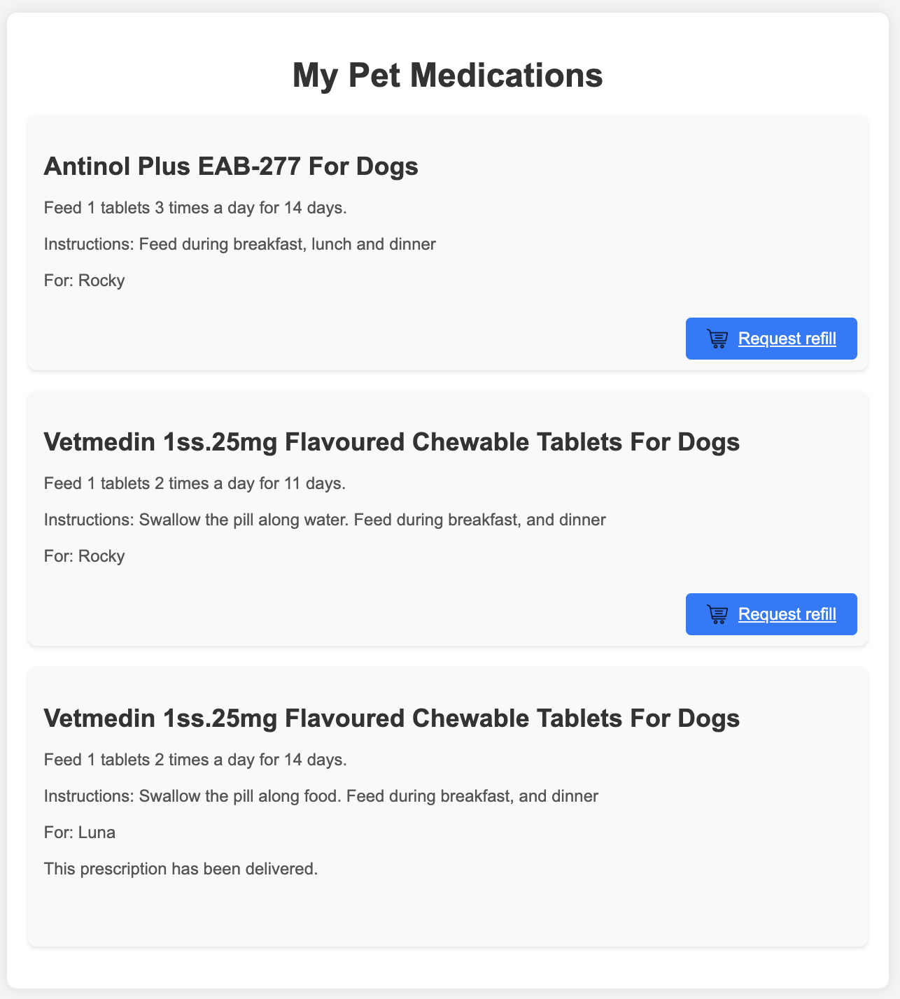 My Pet Medications
Antinol Plus EAB-277 For Dogs
Feed 1 tablets 3 times a day for 14 days.
Instructions: Feed during breakfast, lunch and dinner
For: Rocky
Request refill
Vetmedin 1ss.25mg Flavoured Chewable Tablets For Dogs
Feed 1 tablets 2 times a day for 11 days.
Instructions: Swallow the pill along water. Feed during breakfast, and dinner
For: Rocky
Request refill
Vetmedin 1ss.25mg Flavoured Chewable Tablets For Dogs
Feed 1 tablets 2 times a day for 14 days.
Instructions: Swallow the pill along food. Feed during breakfast, and dinner
For: Luna
This prescription has been delivered.